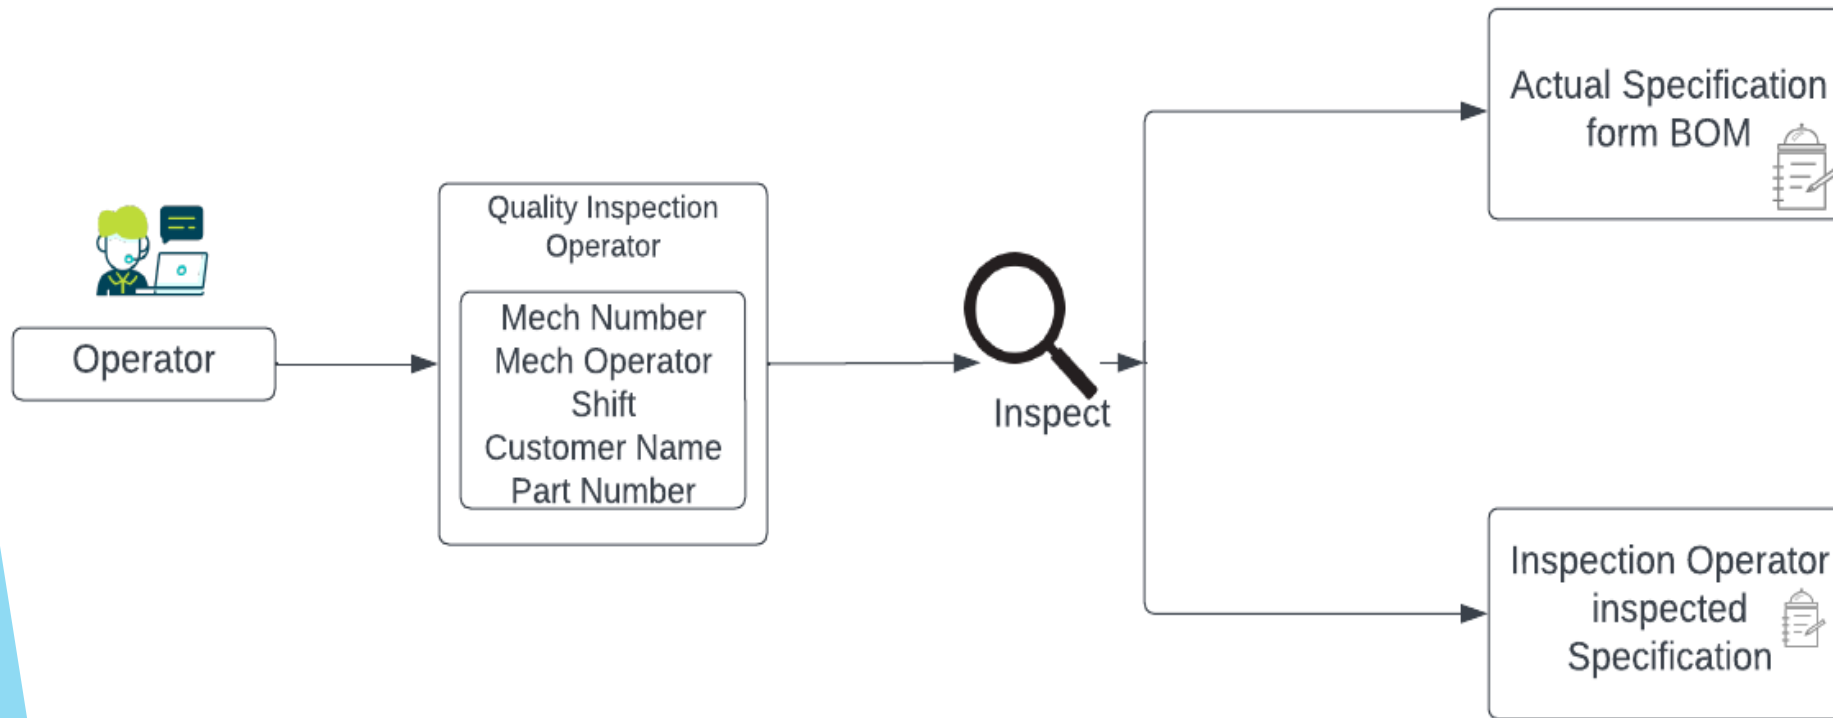 Operator
Quality Inspection
Operator
Mech Number
Mech Operator
Shift
Customer Name
Part Number
Inspect
Actual Specification
form BOM
Inspection Operator
inspected
Specification